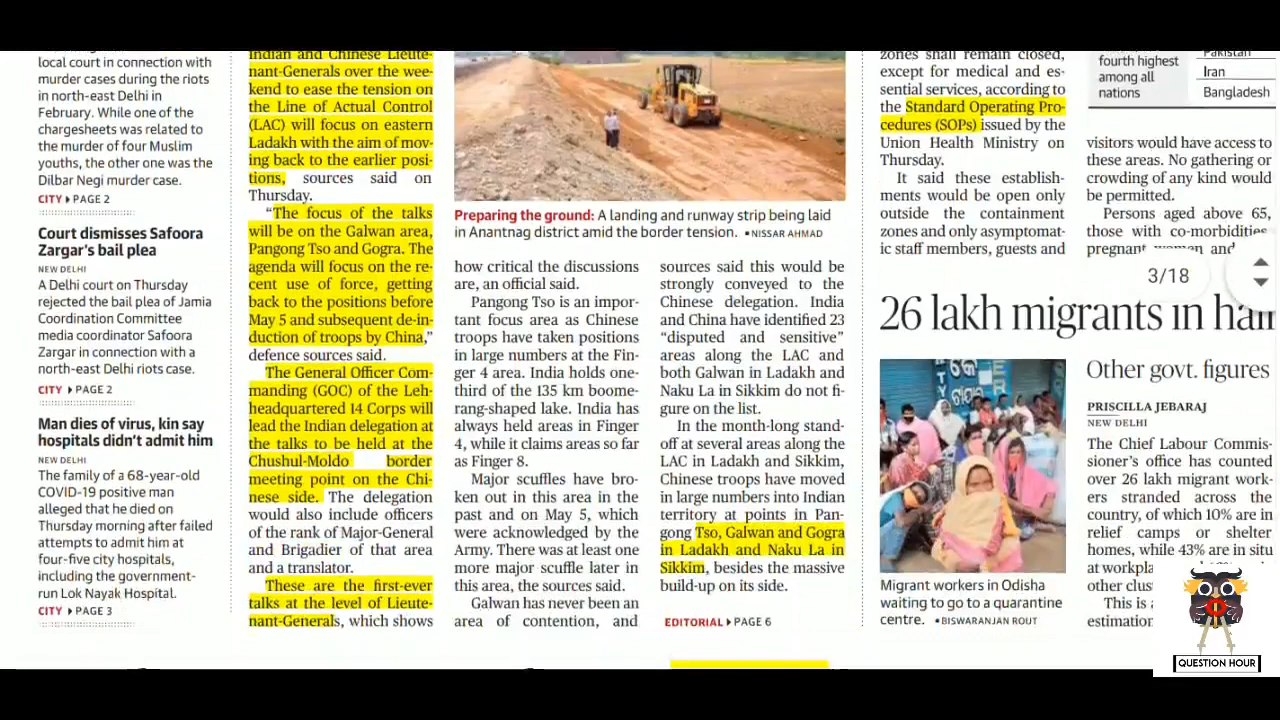 local court in connection with
murder cases during the riots
in north-east Delhi in
February. While one of the
chargesheets was related to
the murder of four Muslim
youths, the other one was the
Dilbar Negi murder case.
CITY PAGE 2
Court dismisses Safoora
Zargar's bail plea
NEW DELHI
A Delhi court on Thursday
rejected the bail plea of Jamia
Coordination Committee
media coordinator Safoora
Zargar in connection with a
north-east Delhi riots case.
CITY PAGE 2
Man dies of virus, kin say
hospitals didn't admit him
NEW DELHI
The family of a 68-year-old
COVID-19 positive man
alleged that he died on
Thursday morning after failed
attempts to admit him at
four-five city hospitals,
including the government-
run Lok Nayak Hospital.
CITY PAGE 3
Indian and Chinese Lieute-
nant-Generals over the wee-
kend to ease the tension on
the Line of Actual Control
(LAC) will focus on eastern
Ladakh with the aim of mov-
ing back to the earlier posi-
tions, sources said on
Thursday.
“The focus of the talks
will be on the Galwan area,
Pangong Tso and Gogra. The
agenda will focus on the re-
cent use of force, getting
back to the positions before
May 5 and subsequent de-in-
duction of troops by China,”
defence sources said.
The General Officer Com-
manding (GOC) of the Leh-
headquartered 14 Corps will
lead the Indian delegation at
the talks to be held at the
Chushul-Moldo border
meeting point on the Chi-
nese side. The delegation
would also include officers
of the rank of Major-General
and Brigadier of that area
and a translator.
These are the first-ever
talks at the level of Lieute-
nant-Generals, which shows
Preparing the ground: A landing and runway strip being laid
in Anantnag district amid the border tension. •NISSAR AHMAD
how critical the discussions
are, an official said.
Pangong Tso is an impor-
tant focus area as Chinese
troops have taken positions
in large numbers at the Fin-
ger 4 area. India holds one-
third of the 135 km boome-
rang-shaped lake. India has
always held areas in Finger
4, while it claims areas so far
as Finger 8.
Major scuffles have bro-
ken out in this area in the
past and on May 5, which
were acknowledged by the
Army. There was at least one
more major scuffle later in
this area, the sources said.
Galwan has never been an
area of contention, and
sources said this would be
strongly conveyed to the
Chinese delegation. India
and China have identified 23
“disputed and sensitive”
areas along the LAC and
both Galwan in Ladakh and
Naku La in Sikkim do not fi-
gure on the list.
In the month-long stand-
off at several areas along the
LAC in Ladakh and Sikkim,
Chinese troops have moved
in large numbers into Indian
territory at points in Pan-
gong Tso, Galwan and Gogra
in Ladakh and Naku La in
Sikkim, besides the massive
build-up on its side.
EDITORIAL PAGE 6
zones shall remain closed,
except for medical and es-
sential services, according to
the Standard Operating Pro-
cedures (SOPs) issued by the
Union Health Ministry on
Thursday.
It said these establish-
ments would be open only
outside the containment
zones and only asymptomat-
ic staff members, guests and
fourth highest
among all
nations
Pakistan
Iran
Bangladesh
visitors would have access to
these areas. No gathering or
crowding of any kind would
be permitted.
Persons aged above 65,
those with co-morbidities,
pregnant women and
3/18
26 lakh migrants in
Migrant workers in Odisha
waiting to go to a quarantine
centre. •BISWARANJAN ROUT
Other govt. figures
PRISCILLA JEBARAJ
NEW DELHI
The Chief Labour Commis-
sioner's office has counted
over 26 lakh migrant work-
ers stranded across the
country, of which 10% are in
relief camps or shelter
homes, while 43% are in situ
at
other
This is
QUESTION HOUR